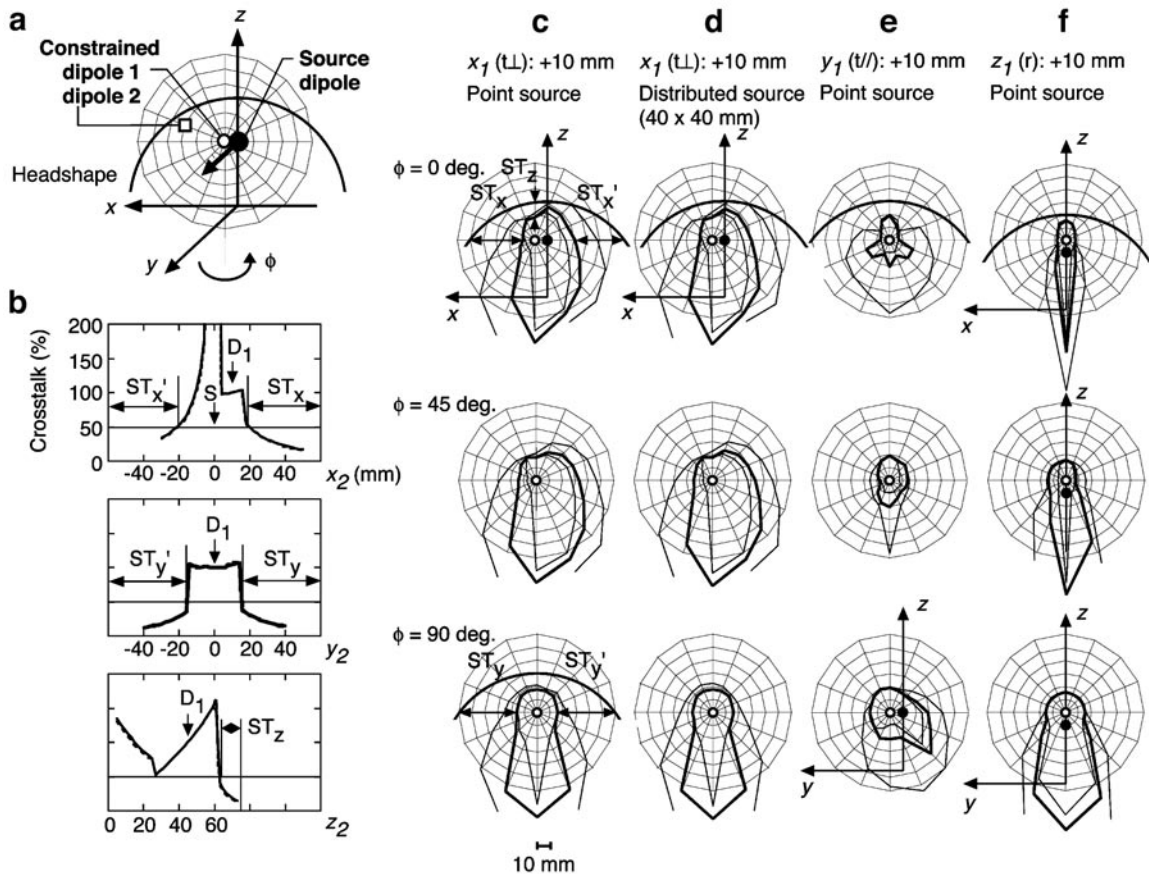 a
z
Constrained
dipole 1
dipole 2
Source
dipole
Headshape
x
y
ϕ
b
Crosstalk (%)
200
150
100
50
0
D1
S
STx'
STx
-40 -20 0 20 40
x2 (mm)
D1
STy'
STy
-40 -20 0 20 40
y2
D1
STz
0 20 40 60
z2
c
x1 (t⊥): +10 mm
Point source
d
x1 (t⊥): +10 mm
Distributed source
(40 x 40 mm)
e
y1 (t//): +10 mm
Point source
f
z1 (r): +10 mm
Point source
ϕ = 0 deg.
z
z
z
STz
STx
STx'
x
x
x
ϕ = 45 deg.
z
ϕ = 90 deg.
z
z
STy
STy'
y
y
10 mm